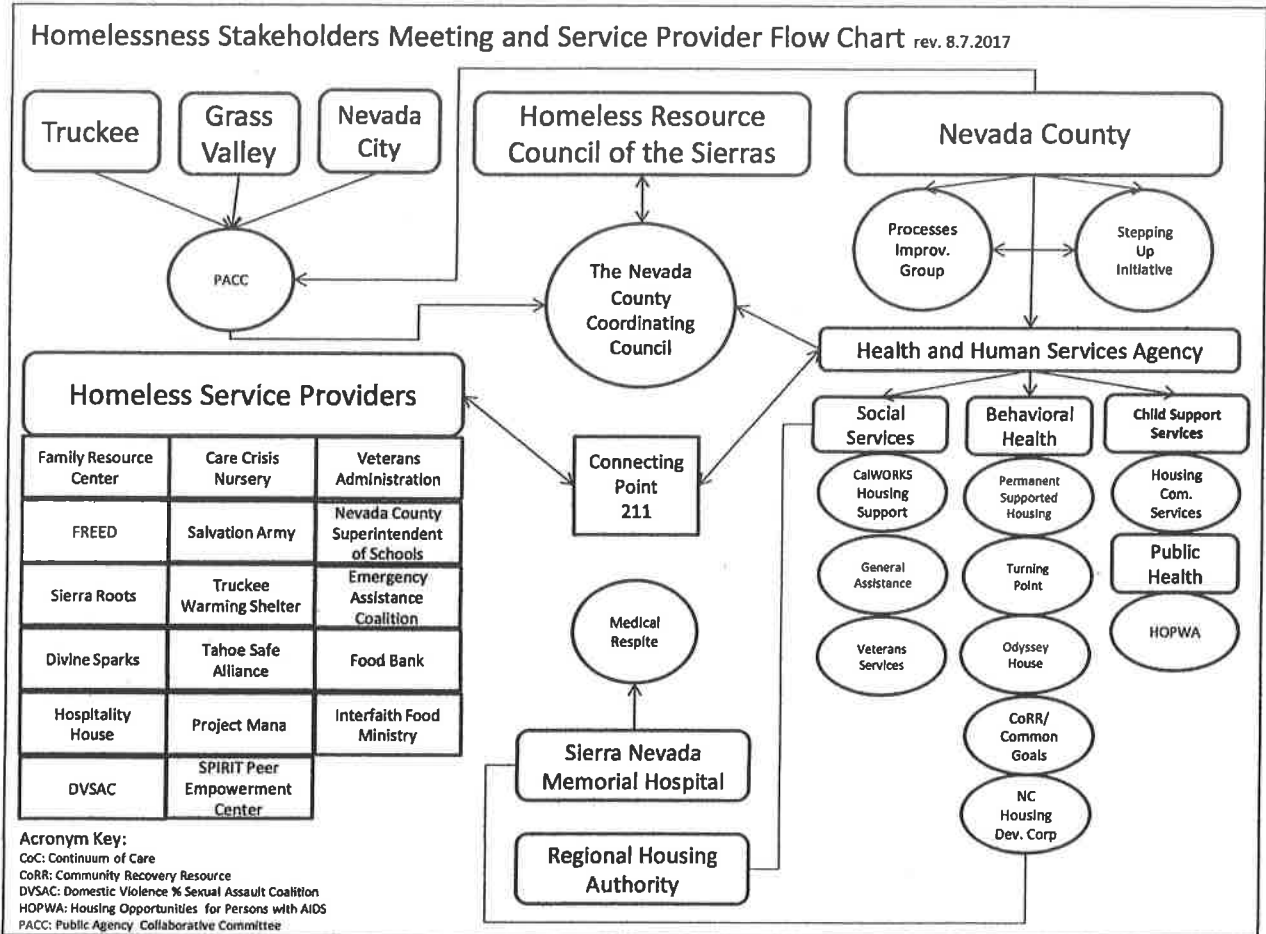 Homelessness Stakeholders Meeting and Service Provider Flow Chart rev. 8.7.2017
Truckee
Grass
Valley
Nevada
City
Homeless Resource
Council of the Sierras
Nevada County
PACC
The Nevada
County
Coordinating
Council
Processes
Improv.
Group
Stepping
Up
Initiative
Health and Human Services Agency
Homeless Service Providers
Family Resource
Center
Care Crisis
Nursery
Veterans
Administration
FREED
Salvation Army
Nevada County
Superintendent
of Schools
Sierra Roots
Truckee
Warming Shelter
Emergency
Assistance
Coalition
Divine Sparks
Tahoe Safe
Alliance
Food Bank
Hospitality
House
Project Mana
Interfaith Food
Ministry
DVSAC
SPIRIT Peer
Empowerment
Center
Connecting
Point
211
Medical
Respite
Sierra Nevada
Memorial Hospital
Regional Housing
Authority
Social
Services
CalWORKS
Housing
Support
General
Assistance
Veterans
Services
Behavioral
Health
Permanent
Supported
Housing
Turning
Point
Odyssey
House
CoRR/
Common
Goals
NC
Housing
Dev. Corp
Child Support
Services
Housing
Com.
Services
Public
Health
HOPWA
Acronym Key:
CoC: Continuum of Care
CoRR: Community Recovery Resource
DVSAC: Domestic Violence % Sexual Assault Coalition
HOPWA: Housing Opportunities for Persons with AIDS
PACC: Public Agency Collaborative Committee